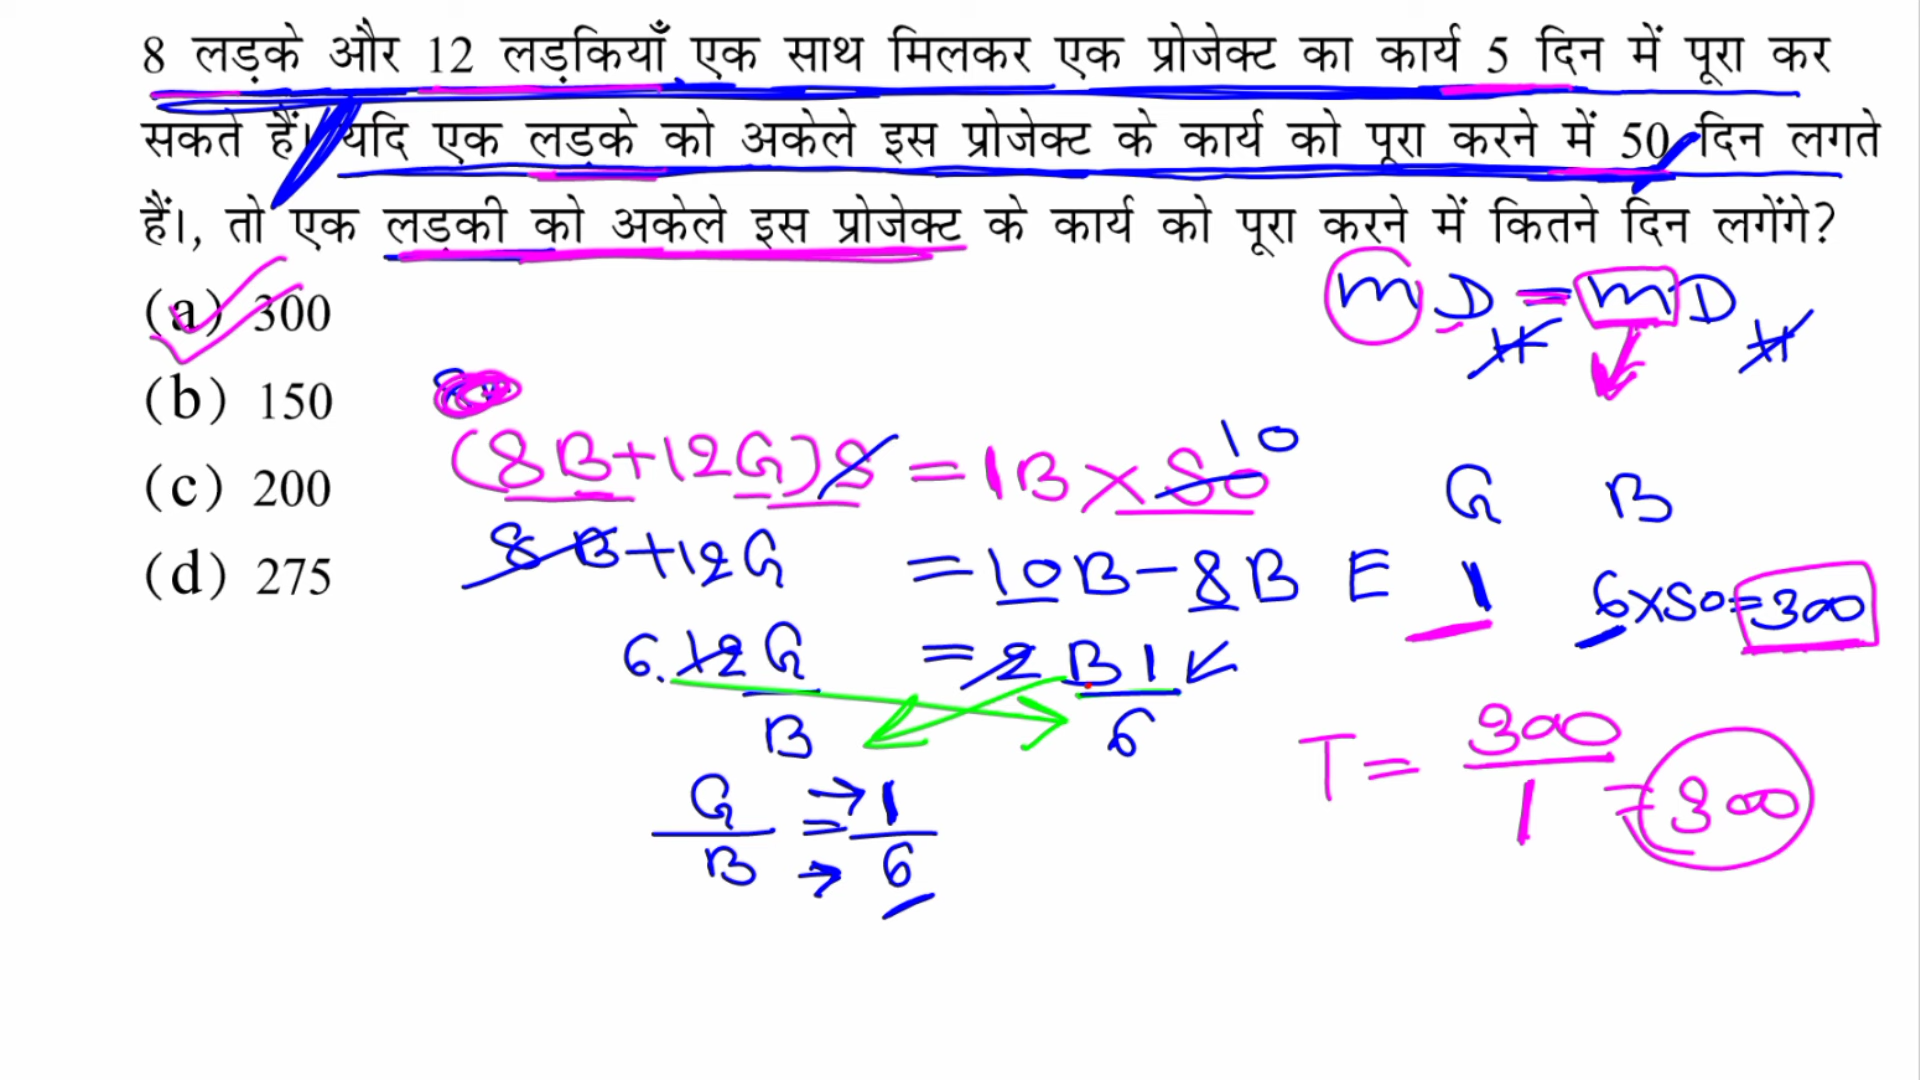 8 लड़के और 12 लड़कियाँ एक साथ मिलकर एक प्रोजेक्ट का कार्य 5 दिन में पूरा कर
सकते हैं। यदि एक लड़के को अकेले इस प्रोजेक्ट के कार्य को पूरा करने में 50 दिन लगते
हैं।, तो एक लड़की को अकेले इस प्रोजेक्ट के कार्य को पूरा करने में कितने दिन लगेंगे?
(a) 300
(b) 150
(c) 200
(d) 275
m D = m D
(8B+12G)5 = 1B × 50 10
8B+12G = 10B-8B
6 12G = 2B 1
B 6
G = 1
B 6
G B
E 1 6×50=300
T = 300
1
= 300